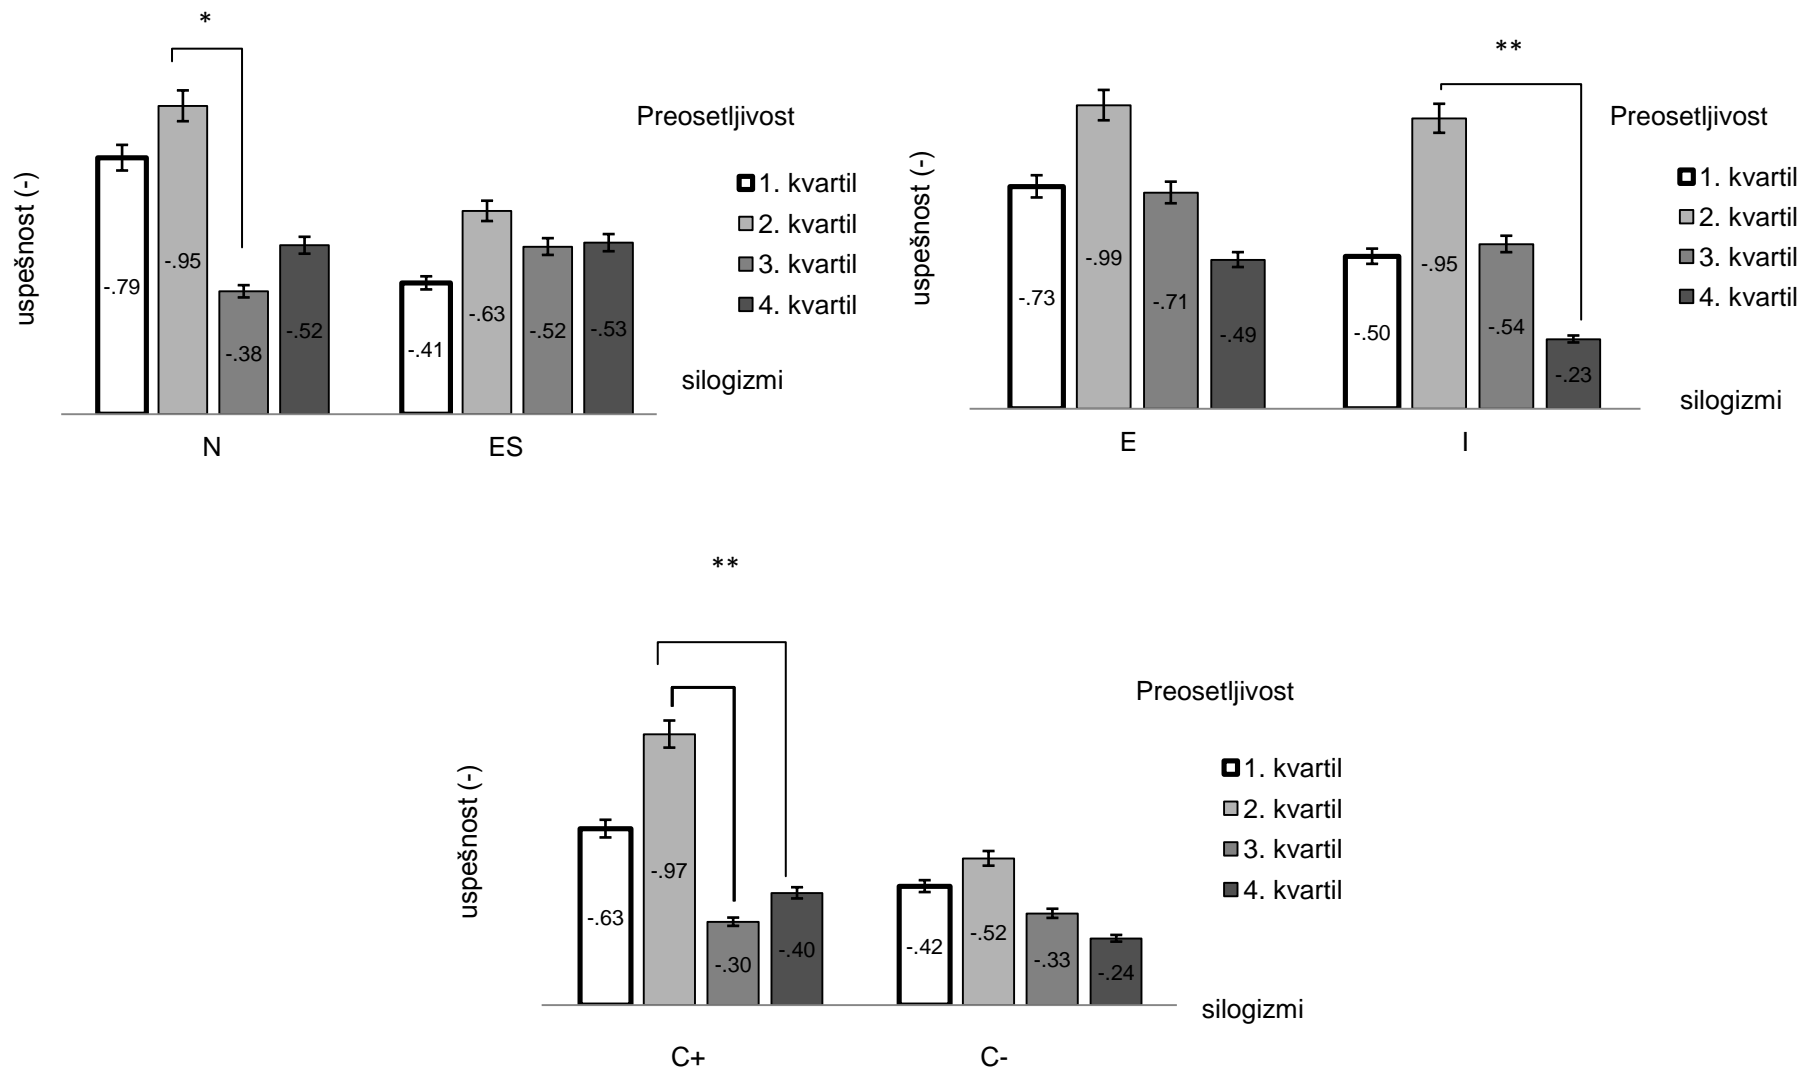 *
uspešnost (-)
-.79
-.95
-.38
-.52
-.41
-.63
-.52
-.53
N
ES
Preosetljivost
1. kvartil
2. kvartil
3. kvartil
4. kvartil
silogizmi
**
uspešnost (-)
-.73
-.99
-.71
-.49
-.50
-.95
-.54
-.23
E
I
Preosetljivost
1. kvartil
2. kvartil
3. kvartil
4. kvartil
silogizmi
**
uspešnost (-)
-.63
-.97
-.30
-.40
-.42
-.52
-.33
-.24
C+
C-
Preosetljivost
1. kvartil
2. kvartil
3. kvartil
4. kvartil
silogizmi